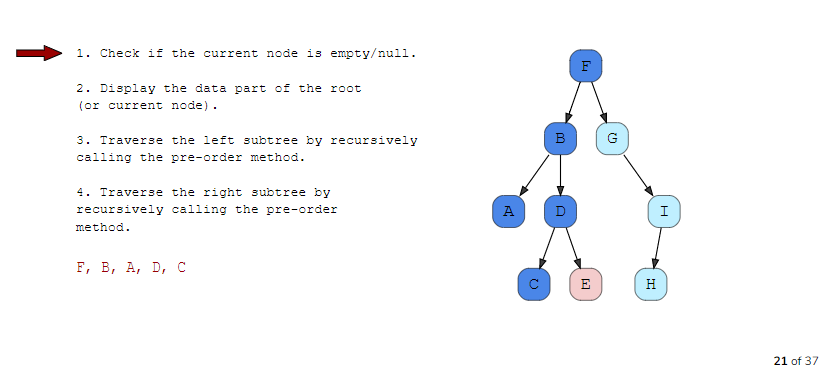 1. Check if the current node is empty/null.
2. Display the data part of the root
(or current node).
3. Traverse the left subtree by recursively
calling the pre-order method.
4. Traverse the right subtree by
recursively calling the pre-order
method.
F, B, A, D, C
F
B
G
A
D
I
C
E
H
21 of 37